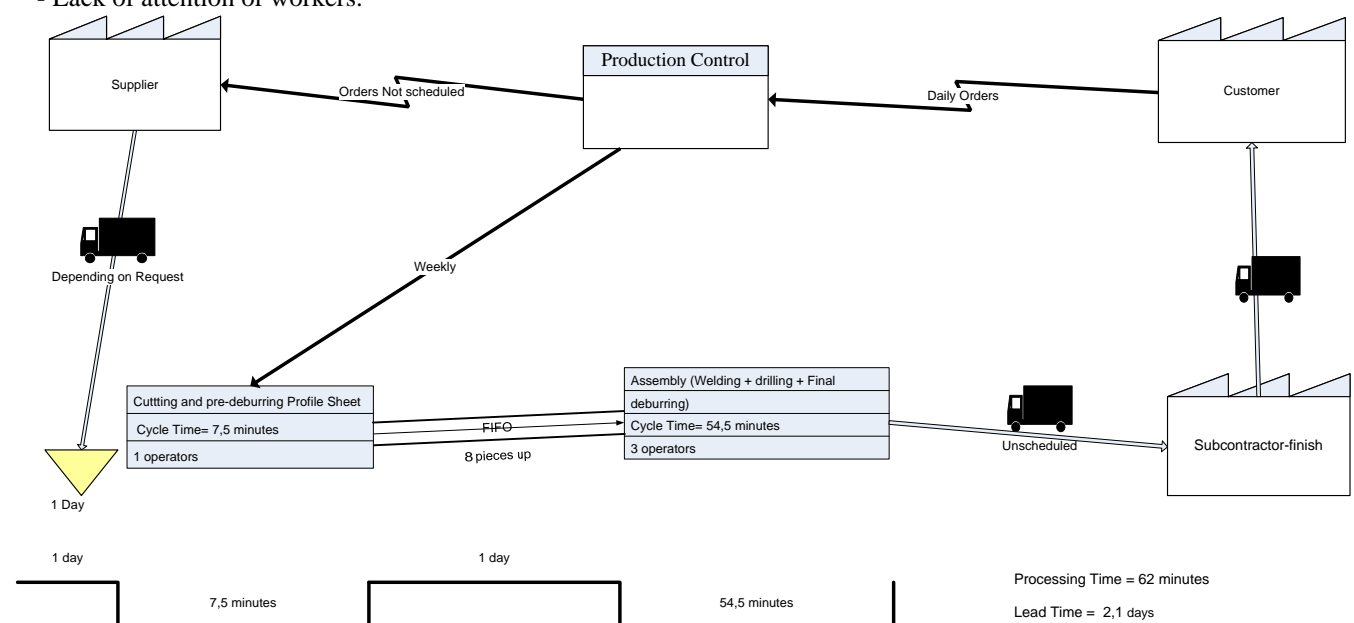 - Lack of attention of workers.
Supplier
Orders Not scheduled
Production Control
Daily Orders
Customer
Depending on Request
Weekly
Cuttting and pre-deburring Profile Sheet
Cycle Time= 7,5 minutes
1 operators
FIFO
8 pieces up
Assembly (Welding + drilling + Final
deburring)
Cycle Time= 54,5 minutes
3 operators
Unscheduled
Subcontractor-finish
1 Day
1 day
1 day
7,5 minutes
54,5 minutes
Processing Time = 62 minutes
Lead Time = 2,1 days